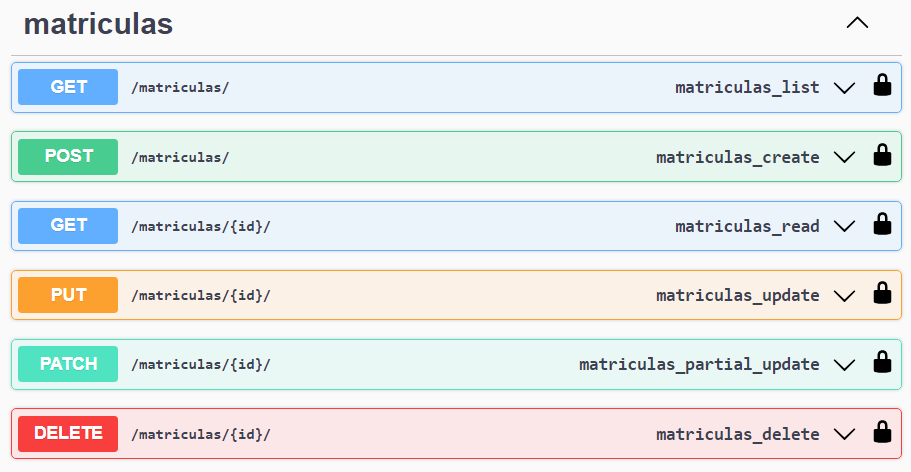 matriculas
GET /matriculas/ matriculas_list
POST /matriculas/ matriculas_create
GET /matriculas/{id}/ matriculas_read
PUT /matriculas/{id}/ matriculas_update
PATCH /matriculas/{id}/ matriculas_partial_update
DELETE /matriculas/{id}/ matriculas_delete